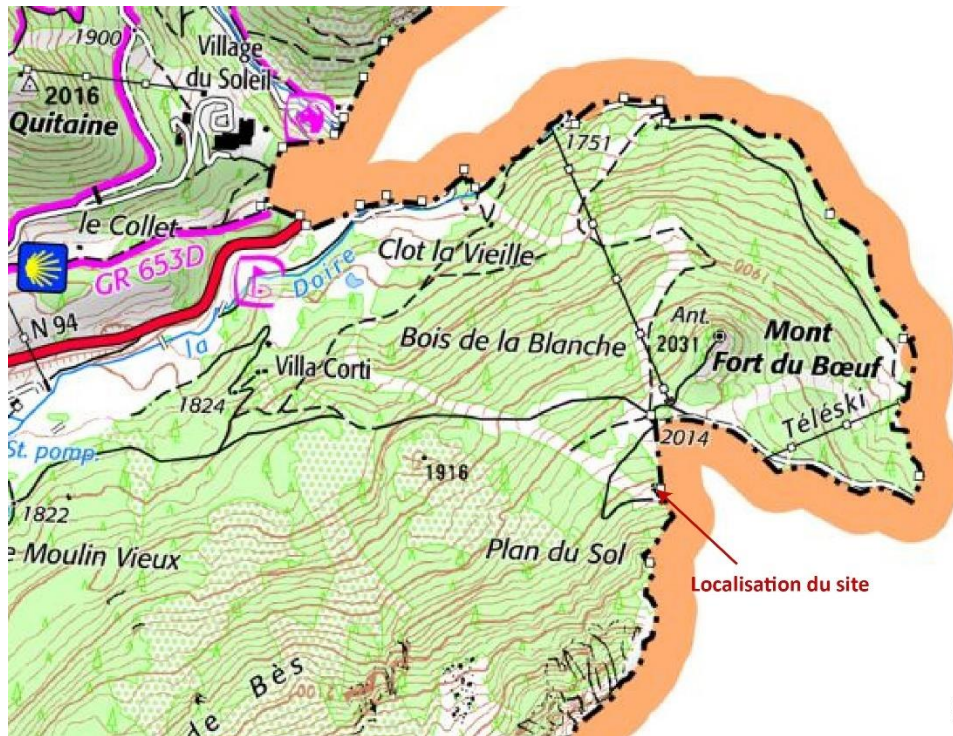 1900
Village
du Soleil
2016
Quitaine
1751
le Collet
GR 653D
Clot la Vieille
la Doire
1900
N 94
Ant.
Mont
2031
Fort du Bœuf
Bois de la Blanche
Villa Corti
1824
Téléski
2014
St. pomp.
1916
1822
e Moulin Vieux
Plan du Sol
Localisation du site
de Bès
2100